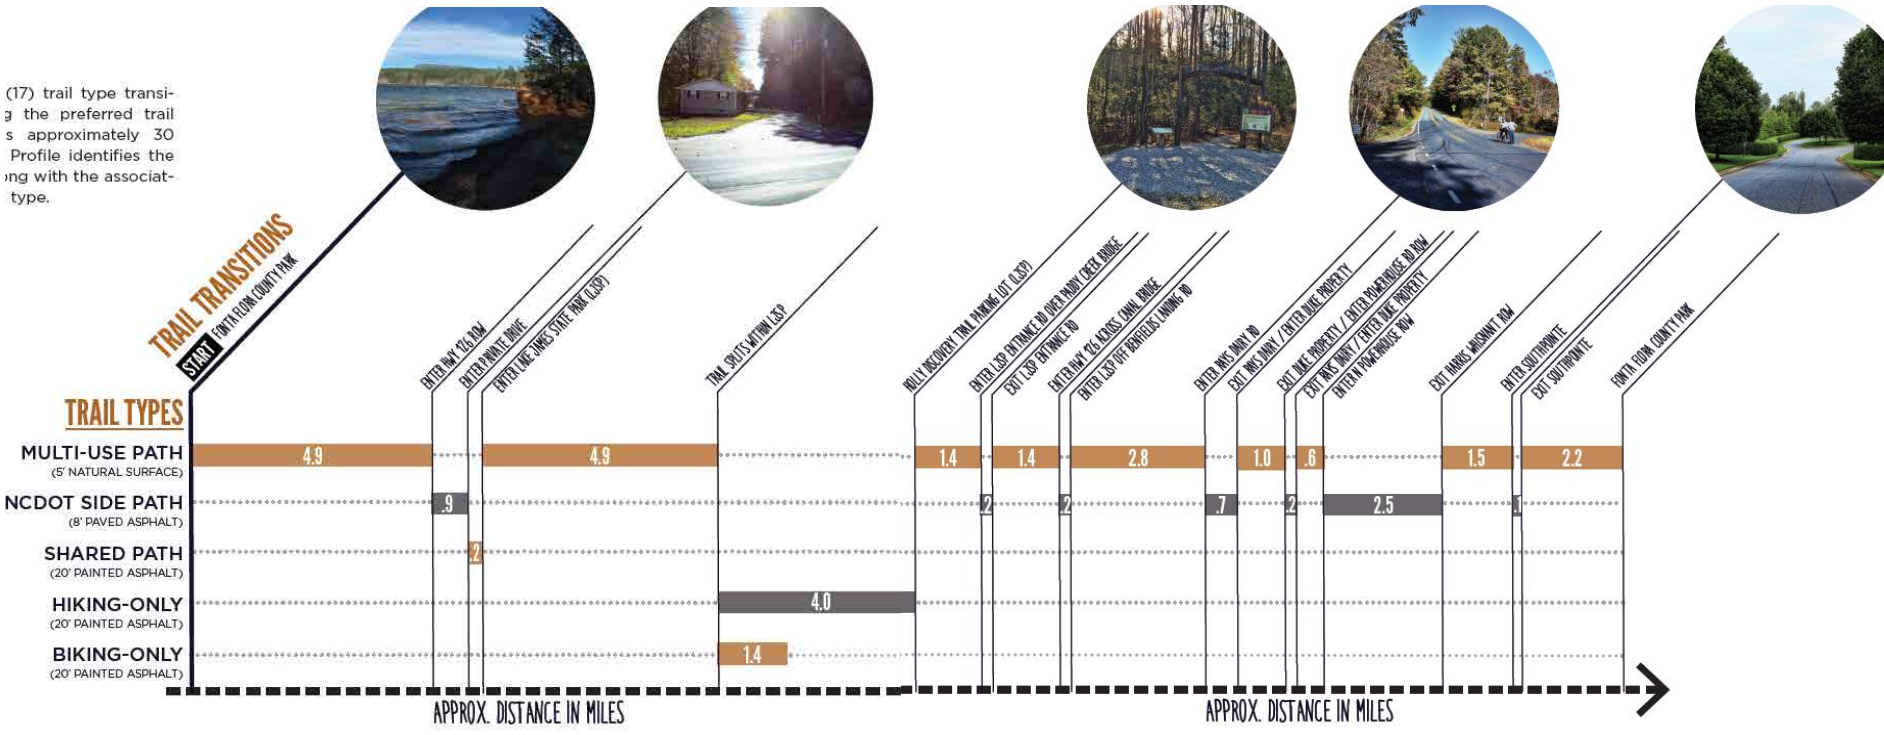 (17) trail type transi-
g the preferred trail
s approximately 30
Profile identifies the
ong with the associat-
type.
TRAIL TRANSITIONS
START FONTA FLORA COUNTY PARK
ENTER HWY 126 ROW
ENTER PRIVATE DRIVE
ENTER LAKE JAMES STATE PARK (LJSP)
TRAIL SPLITS WITHIN LJSP
HOLLY DISCOVERY TRAIL PARKING LOT (LJSP)
ENTER LJSP ENTRANCE RD OVER PADDY CREEK BRIDGE
EXIT LJSP ENTRANCE RD
ENTER HWY 126 ACROSS CANAL BRIDGE
ENTER LJSP OFF BENFIELDS LANDING RD
ENTER NKYS DAIRY RD
EXIT NKYS DAIRY / ENTER DUKE PROPERTY
EXIT DUKE PROPERTY / ENTER POWERHOUSE RD ROW
EXIT NKYS DAIRY / ENTER DUKE PROPERTY
ENTER N POWERHOUSE ROW
EXIT HARRIS WHISNANT ROW
ENTER SOUTHPOINTE
EXIT SOUTHPOINTE
FONTA FLORA COUNTY PARK
TRAIL TYPES
MULTI-USE PATH
(5' NATURAL SURFACE)
4.9
4.9
1.4
1.4
2.8
1.0
.6
1.5
2.2
NCDOT SIDE PATH
(8' PAVED ASPHALT)
.9
.2
.2
.7
.2
2.5
.1
SHARED PATH
(20' PAINTED ASPHALT)
.2
HIKING-ONLY
(20' PAINTED ASPHALT)
4.0
BIKING-ONLY
(20' PAINTED ASPHALT)
1.4
APPROX. DISTANCE IN MILES
APPROX. DISTANCE IN MILES